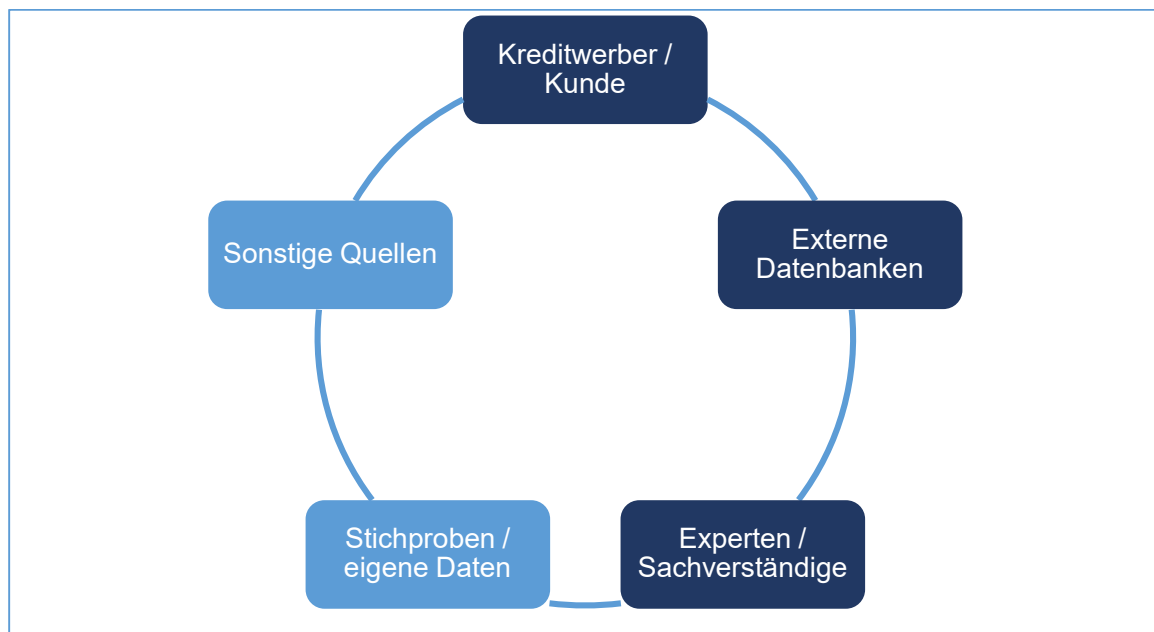 Kreditwerber /
Kunde
Externe
Datenbanken
Experten /
Sachverständige
Stichproben /
eigene Daten
Sonstige Quellen